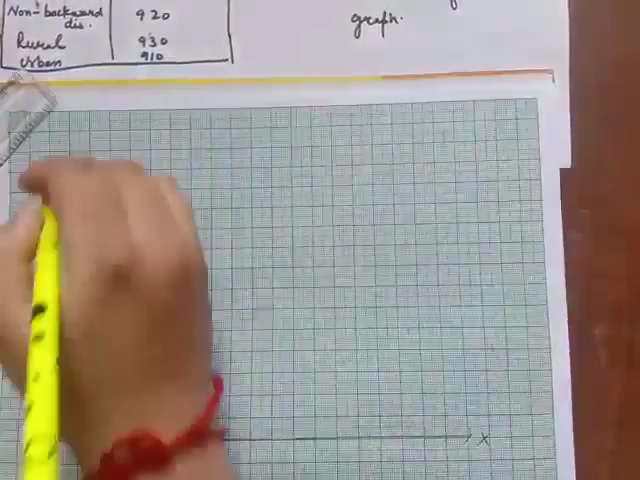 Non-backward 920
dis.
Rural 930
Urban 910
graph.
X